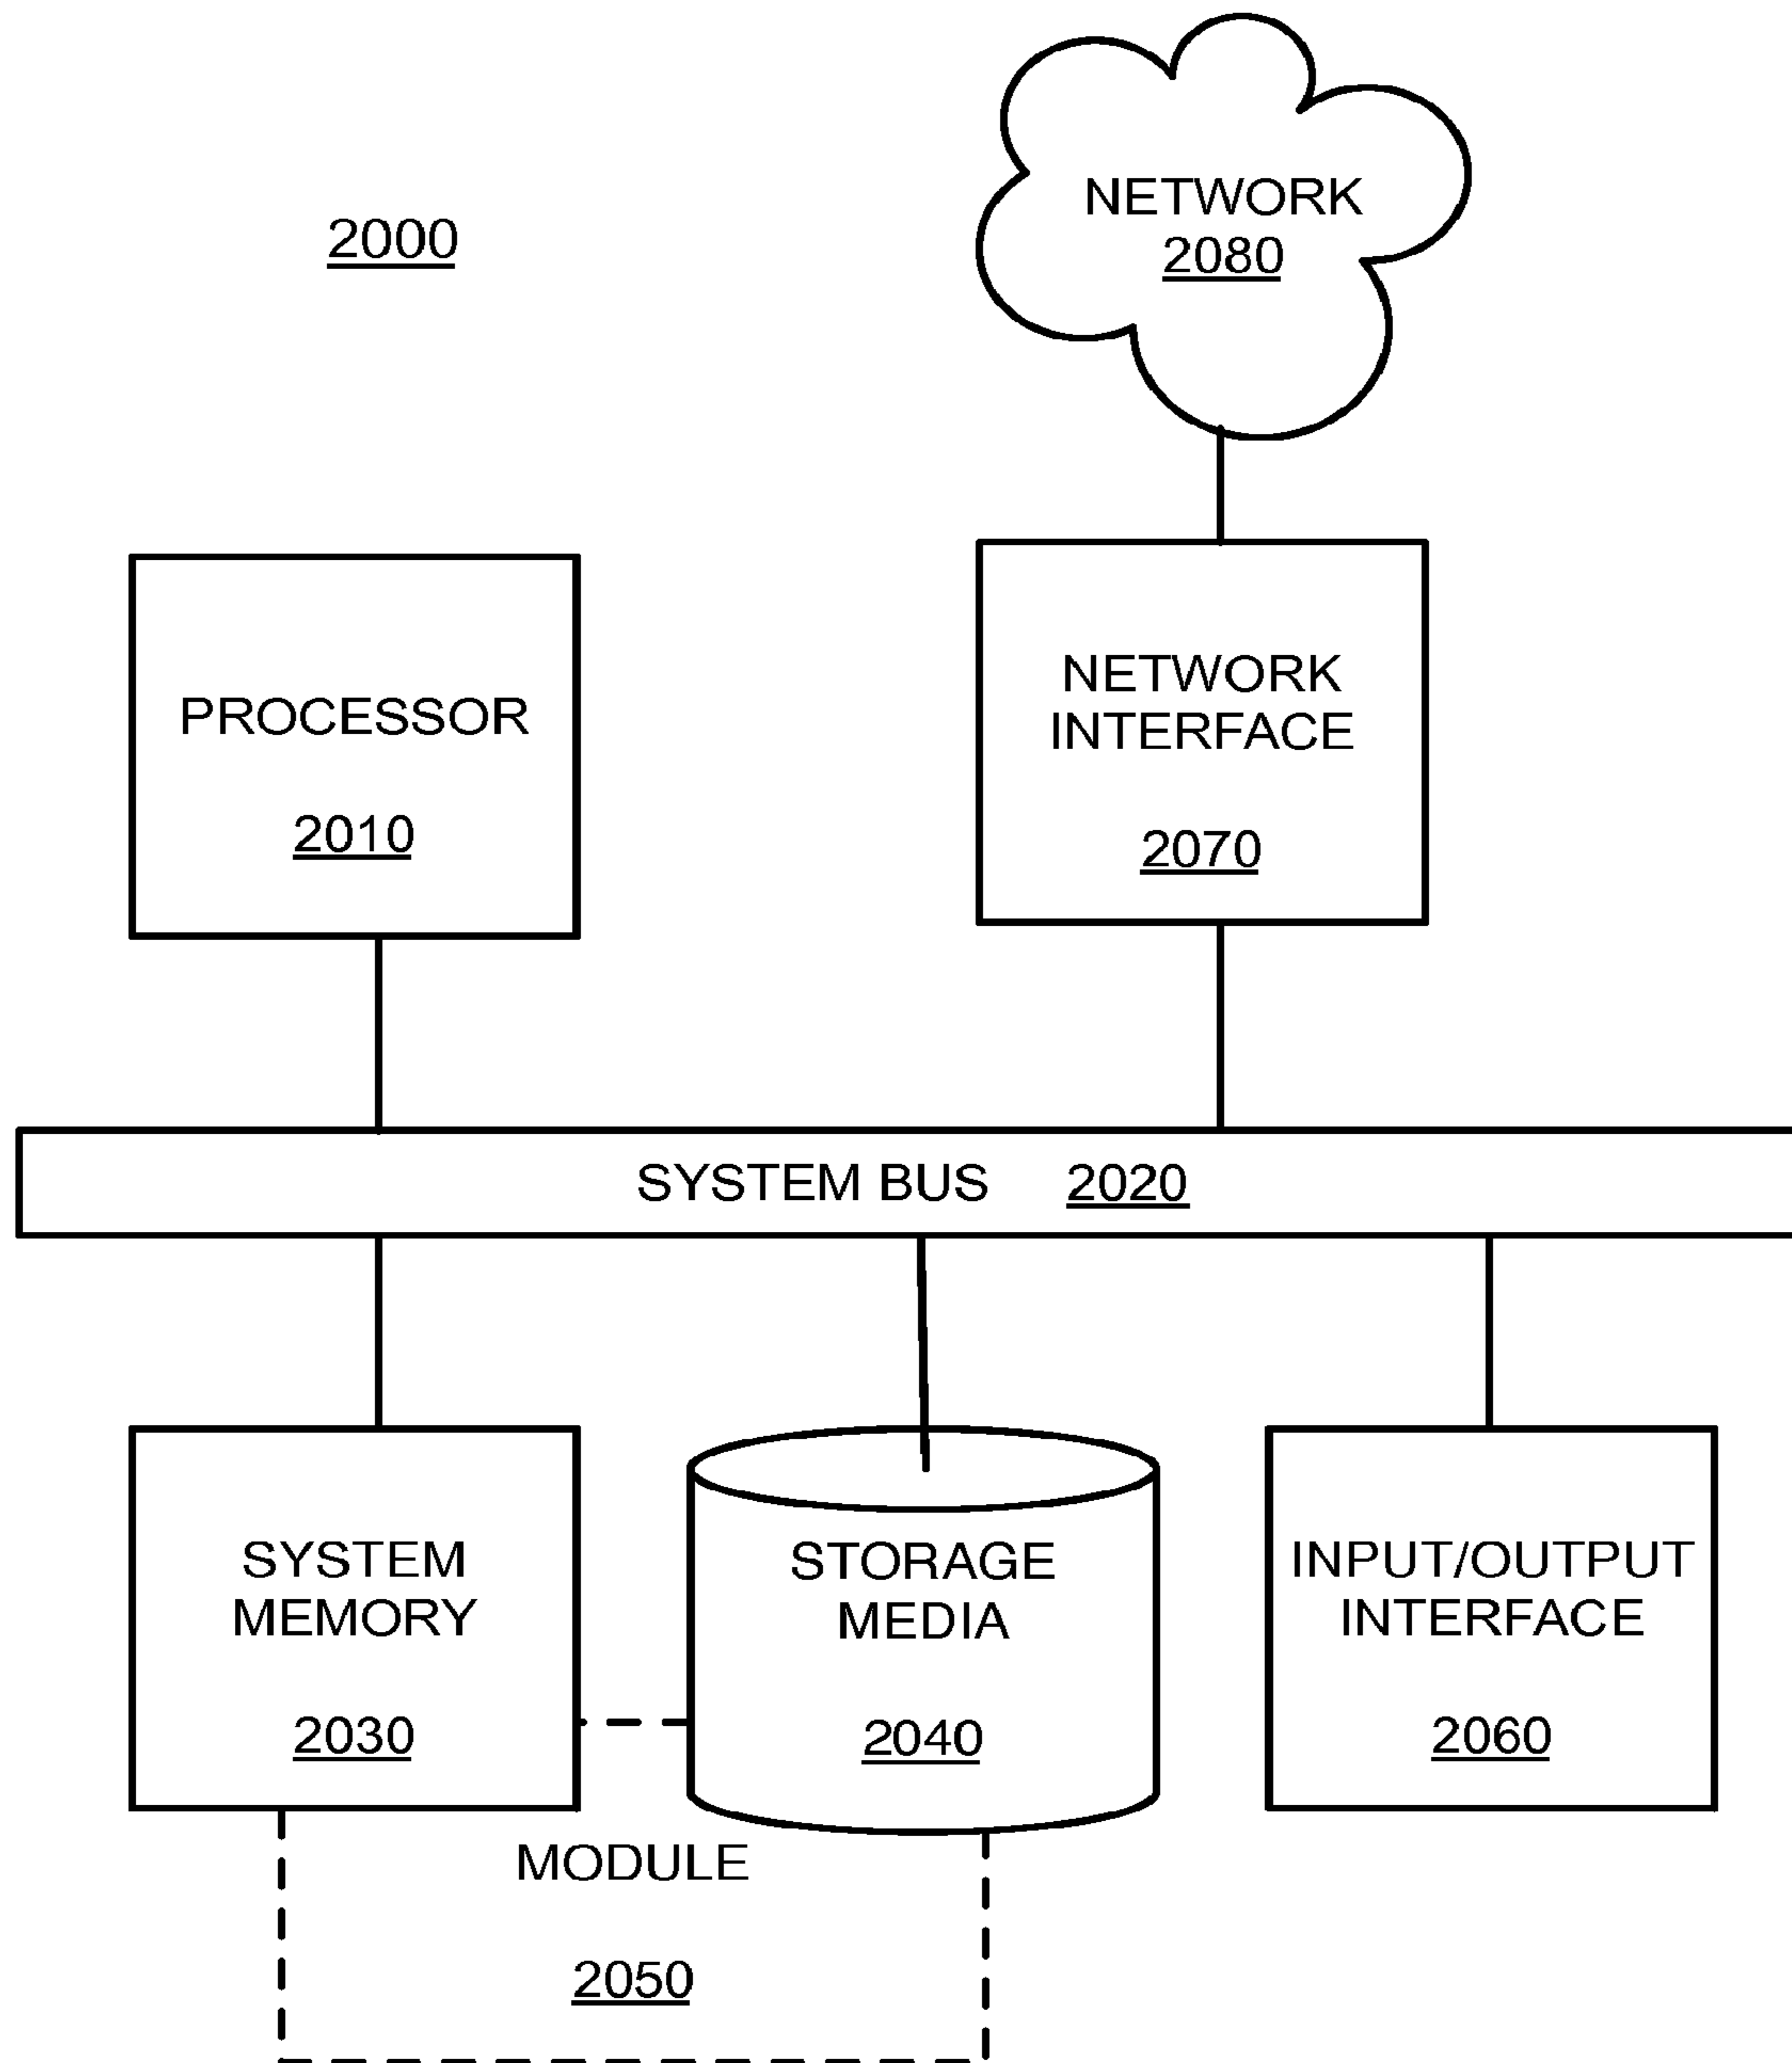 NETWORK
2080
2000
PROCESSOR
2010
NETWORK
INTERFACE
2070
SYSTEM BUS 2020
SYSTEM
MEMORY
2030
STORAGE
MEDIA
2040
INPUT/OUTPUT
INTERFACE
2060
MODULE
2050